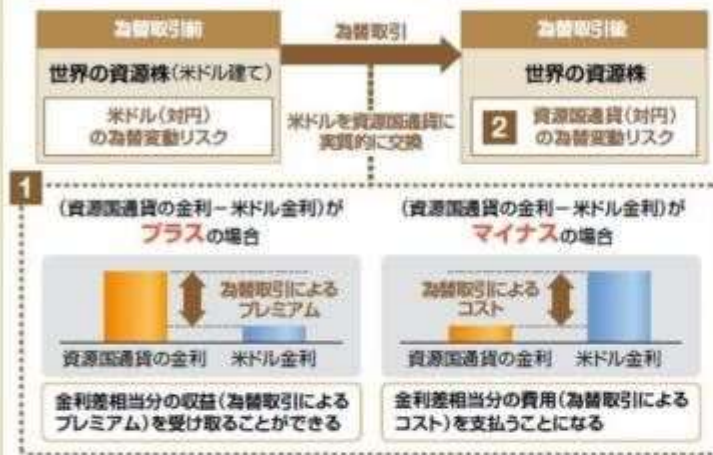 為替取引前
為替取引
為替取引後
世界の資源株(米ドル建て)
世界の資源株
米ドル(対円)
の為替変動リスク
米ドルを資源国通貨に
実質的に交換
2 資源国通貨(対円)
の為替変動リスク
1
(資源国通貨の金利－米ドル金利)が
プラスの場合
(資源国通貨の金利－米ドル金利)が
マイナスの場合
為替取引による
プレミアム
為替取引による
コスト
資源国通貨の金利 米ドル金利
資源国通貨の金利 米ドル金利
金利差相当分の収益(為替取引による
プレミアム)を受け取ることができる
金利差相当分の費用(為替取引による
コスト)を支払うことになる